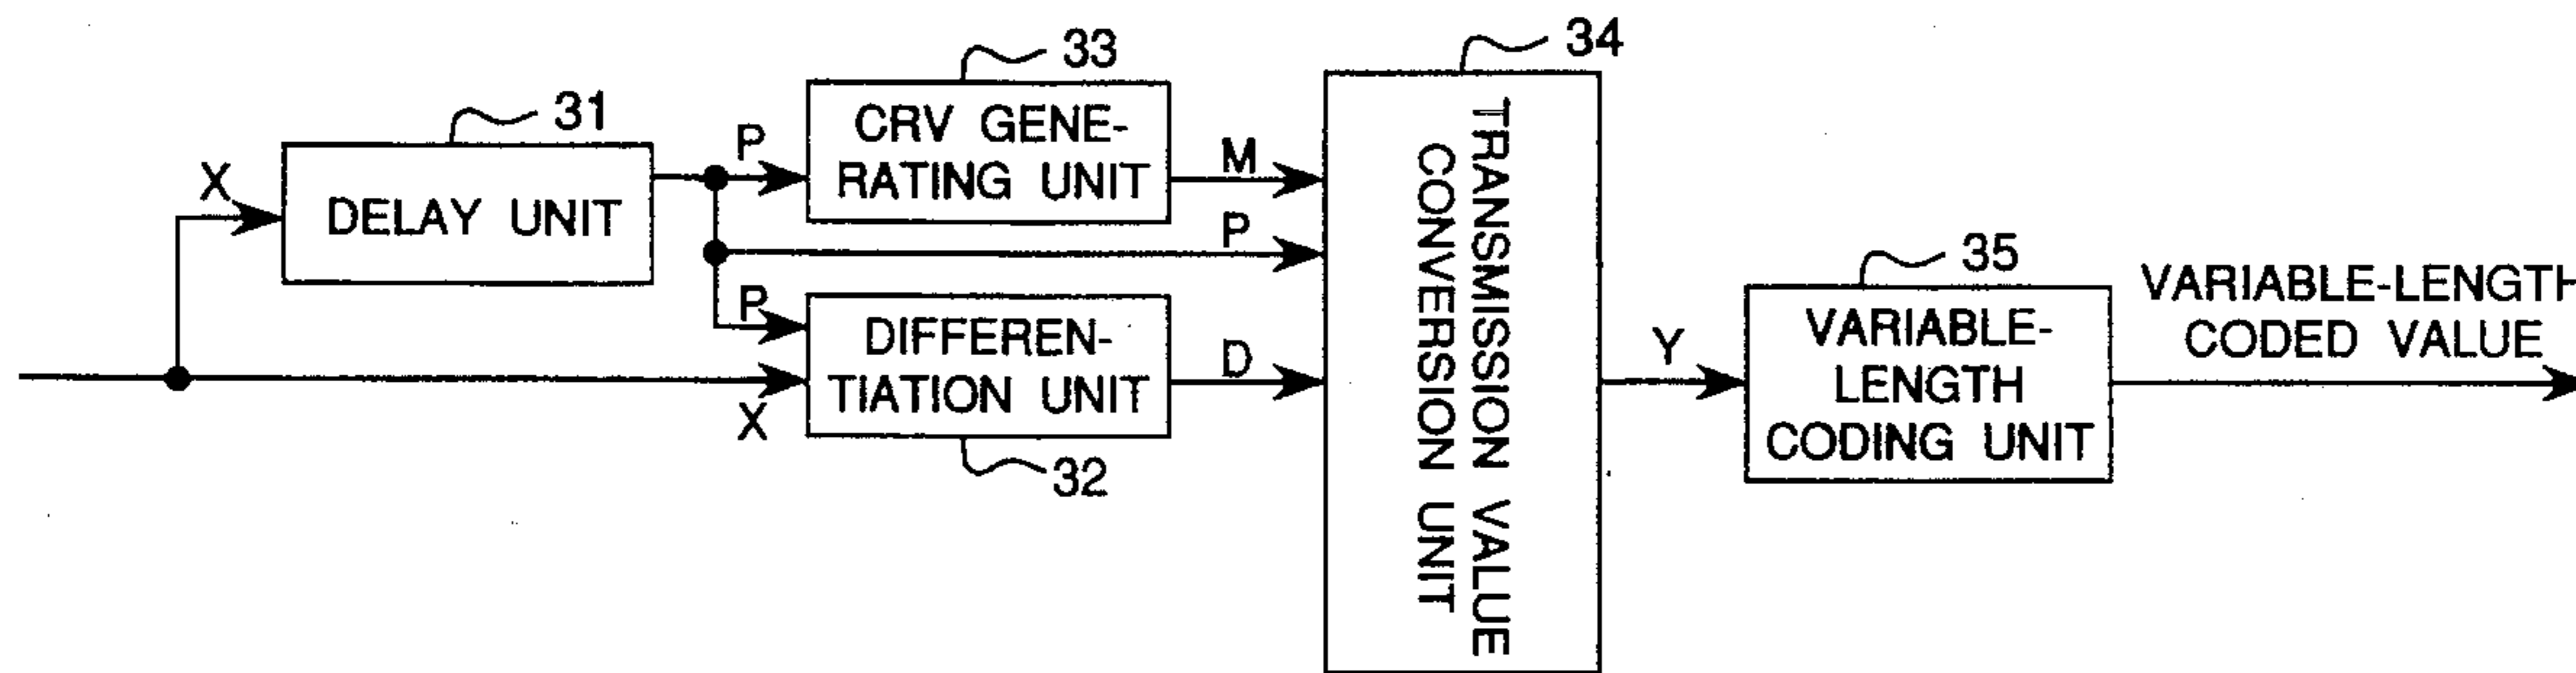 X
31
DELAY UNIT
P
33
CRV GENE-
RATING UNIT
M
P
P
X
DIFFEREN-
TIATION UNIT
32
D
34
TRANSMISSION VALUE
CONVERSION UNIT
Y
35
VARIABLE-
LENGTH
CODING UNIT
VARIABLE-LENGTH
CODED VALUE